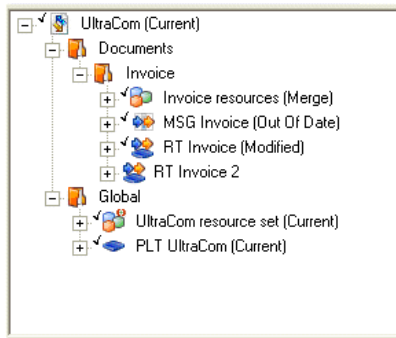 UltraCom (Current)
Documents
Invoice
Invoice resources (Merge)
MSG Invoice (Out Of Date)
RT Invoice (Modified)
RT Invoice 2
Global
UltraCom resource set (Current)
PLT UltraCom (Current)